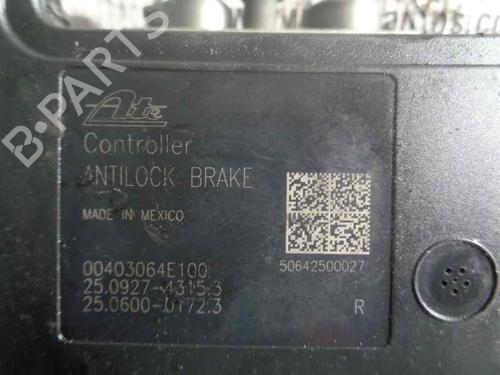 Ate
Controller
ANTILOCK BRAKE
MADE IN MEXICO
00403064E100
25.0927-4315.3
25.0600-0172.3
50642500027
R
B-PARTS